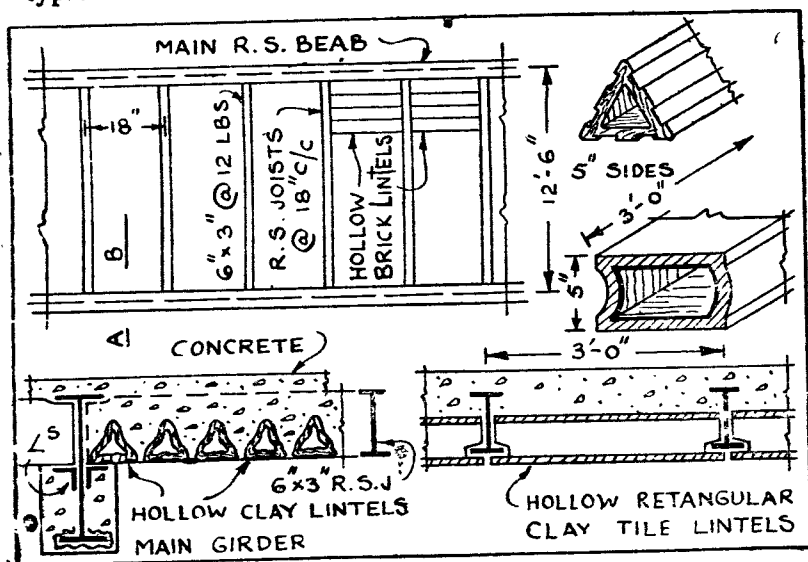 MAIN R.S. BEAB
18"
6"x3" @ 12 LBS
R.S. JOISTS
@ 18" C/C
HOLLOW
BRICK LINTELS
12'-6"
B
A
5" SIDES
3'-0"
5"
3'-0"
CONCRETE
S
6"x3" R.S.J
HOLLOW CLAY LINTELS
MAIN GIRDER
HOLLOW RETANGULAR
CLAY TILE LINTELS